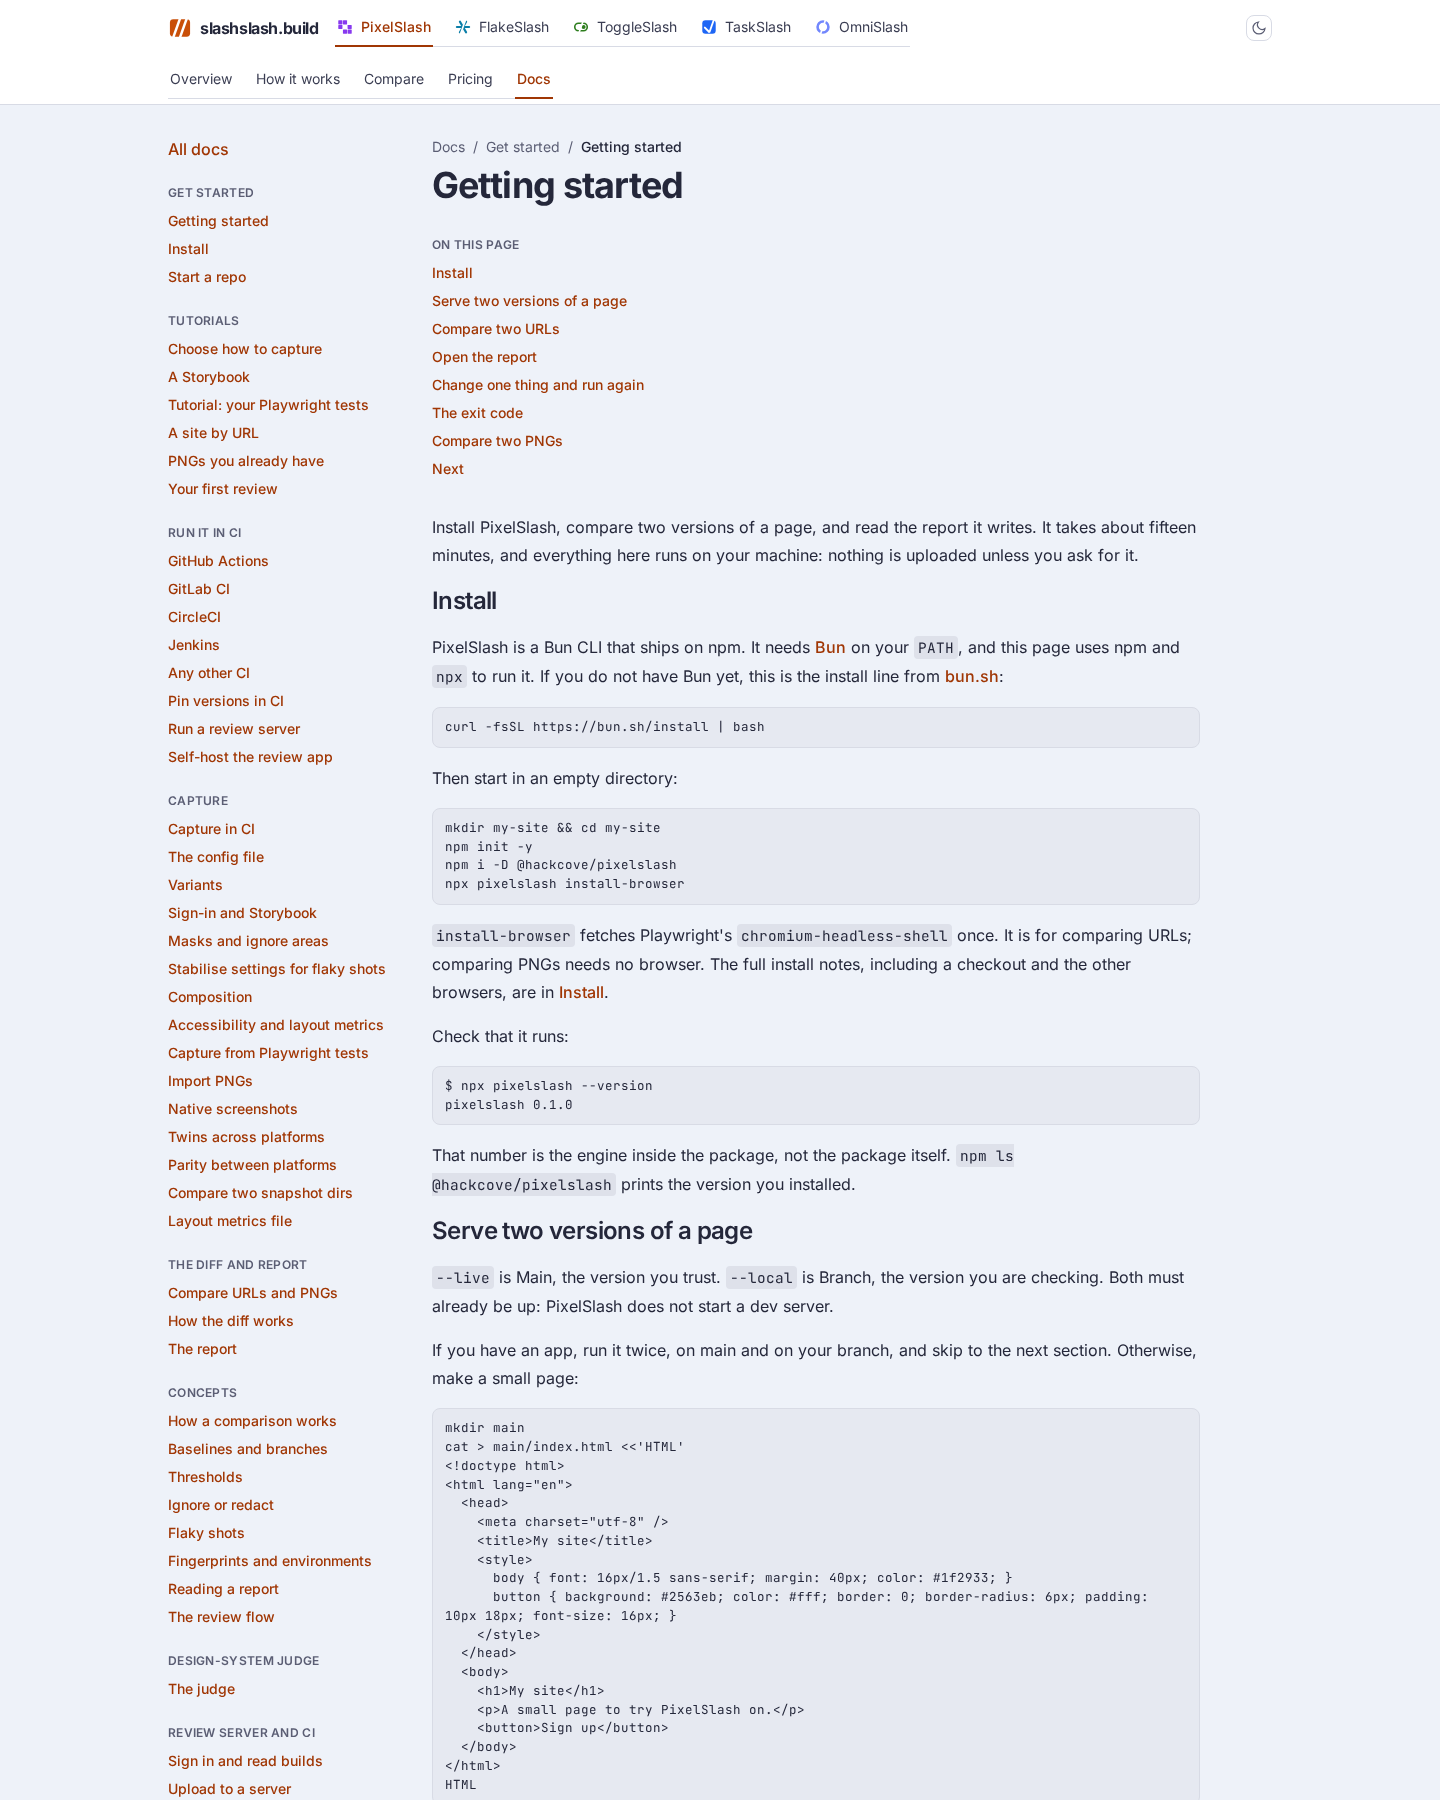 slashslash.build
PixelSlash
FlakeSlash
ToggleSlash
TaskSlash
OmniSlash
Overview
How it works
Compare
Pricing
Docs
All docs
GET STARTED
Getting started
Install
Start a repo
TUTORIALS
Choose how to capture
A Storybook
Tutorial: your Playwright tests
A site by URL
PNGs you already have
Your first review
RUN IT IN CI
GitHub Actions
GitLab CI
CircleCI
Jenkins
Any other CI
Pin versions in CI
Run a review server
Self-host the review app
CAPTURE
Capture in CI
The config file
Variants
Sign-in and Storybook
Masks and ignore areas
Stabilise settings for flaky shots
Composition
Accessibility and layout metrics
Capture from Playwright tests
Import PNGs
Native screenshots
Twins across platforms
Parity between platforms
Compare two snapshot dirs
Layout metrics file
THE DIFF AND REPORT
Compare URLs and PNGs
How the diff works
The report
CONCEPTS
How a comparison works
Baselines and branches
Thresholds
Ignore or redact
Flaky shots
Fingerprints and environments
Reading a report
The review flow
DESIGN-SYSTEM JUDGE
The judge
REVIEW SERVER AND CI
Sign in and read builds
Upload to a server
Docs / Get started / Getting started
Getting started
ON THIS PAGE
Install
Serve two versions of a page
Compare two URLs
Open the report
Change one thing and run again
The exit code
Compare two PNGs
Next
Install PixelSlash, compare two versions of a page, and read the report it writes. It takes about fifteen
minutes, and everything here runs on your machine: nothing is uploaded unless you ask for it.
Install
PixelSlash is a Bun CLI that ships on npm. It needs Bun on your PATH, and this page uses npm and
npx to run it. If you do not have Bun yet, this is the install line from bun.sh:
curl -fsSL https://bun.sh/install | bash
Then start in an empty directory:
mkdir my-site && cd my-site
npm init -y
npm i -D @hackcove/pixelslash
npx pixelslash install-browser
install-browser fetches Playwright's chromium-headless-shell once. It is for comparing URLs;
comparing PNGs needs no browser. The full install notes, including a checkout and the other
browsers, are in Install.
Check that it runs:
$ npx pixelslash --version
pixelslash 0.1.0
That number is the engine inside the package, not the package itself. npm ls
@hackcove/pixelslash prints the version you installed.
Serve two versions of a page
--live is Main, the version you trust. --local is Branch, the version you are checking. Both must
already be up: PixelSlash does not start a dev server.
If you have an app, run it twice, on main and on your branch, and skip to the next section. Otherwise,
make a small page:
mkdir main
cat > main/index.html <<'HTML'
<!doctype html>
<html lang="en">
  <head>
    <meta charset="utf-8" />
    <title>My site</title>
    <style>
      body { font: 16px/1.5 sans-serif; margin: 40px; color: #1f2933; }
      button { background: #2563eb; color: #fff; border: 0; border-radius: 6px; padding:
10px 18px; font-size: 16px; }
    </style>
  </head>
  <body>
    <h1>My site</h1>
    <p>A small page to try PixelSlash on.</p>
    <button>Sign up</button>
  </body>
</html>
HTML